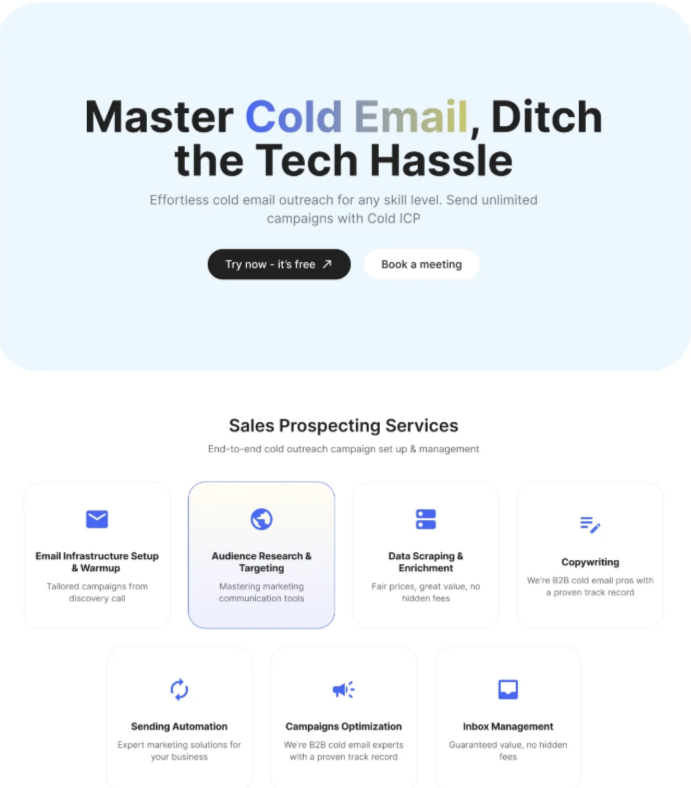 Master Cold Email, Ditch
the Tech Hassle
Effortless cold email outreach for any skill level. Send unlimited
campaigns with Cold ICP
Try now - it's free
Book a meeting
Sales Prospecting Services
End-to-end cold outreach campaign set up & management
Email Infrastructure Setup
& Warmup
Tailored campaigns from
discovery call
Audience Research &
Targeting
Mastering marketing
communication tools
Data Scraping &
Enrichment
Fair prices, great value, no
hidden fees
Copywriting
We're B2B cold email pros with
a proven track record
Sending Automation
Expert marketing solutions for
your business
Campaigns Optimization
We're B2B cold email experts
with a proven track record
Inbox Management
Guaranteed value, no hidden
fees